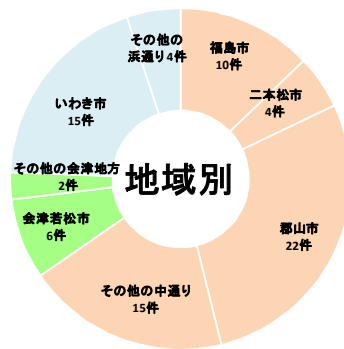 福島市
10件
二本松市
4件
郡山市
22件
その他の中通り
15件
会津若松市
6件
その他の会津地方
2件
いわき市
15件
その他の
浜通り4件
地域別